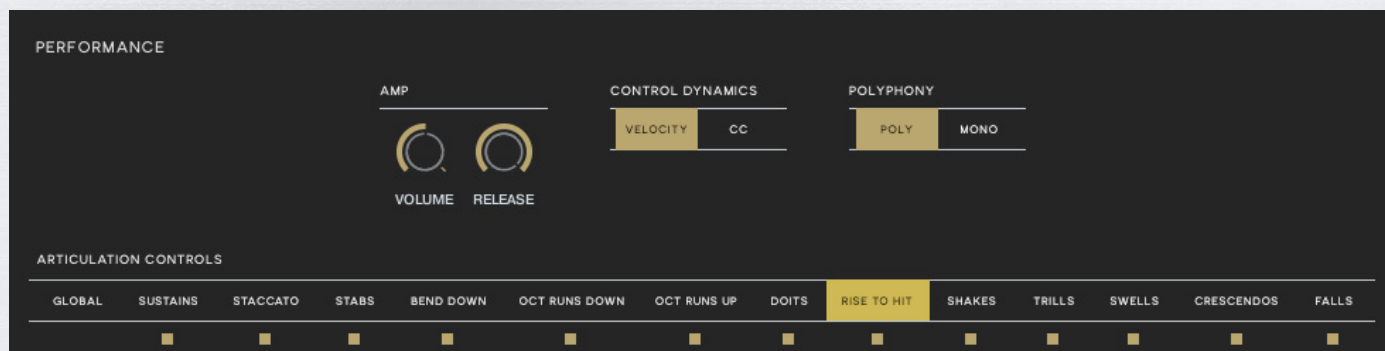 PERFORMANCE
AMP
CONTROL DYNAMICS
POLYPHONY
VELOCITY CC
POLY MONO
VOLUME RELEASE
ARTICULATION CONTROLS
GLOBAL SUSTAINS STACCATO STABS BEND DOWN OCT RUNS DOWN OCT RUNS UP DOITS RISE TO HIT SHAKES TRILLS SWELLS CRESCENDOS FALLS